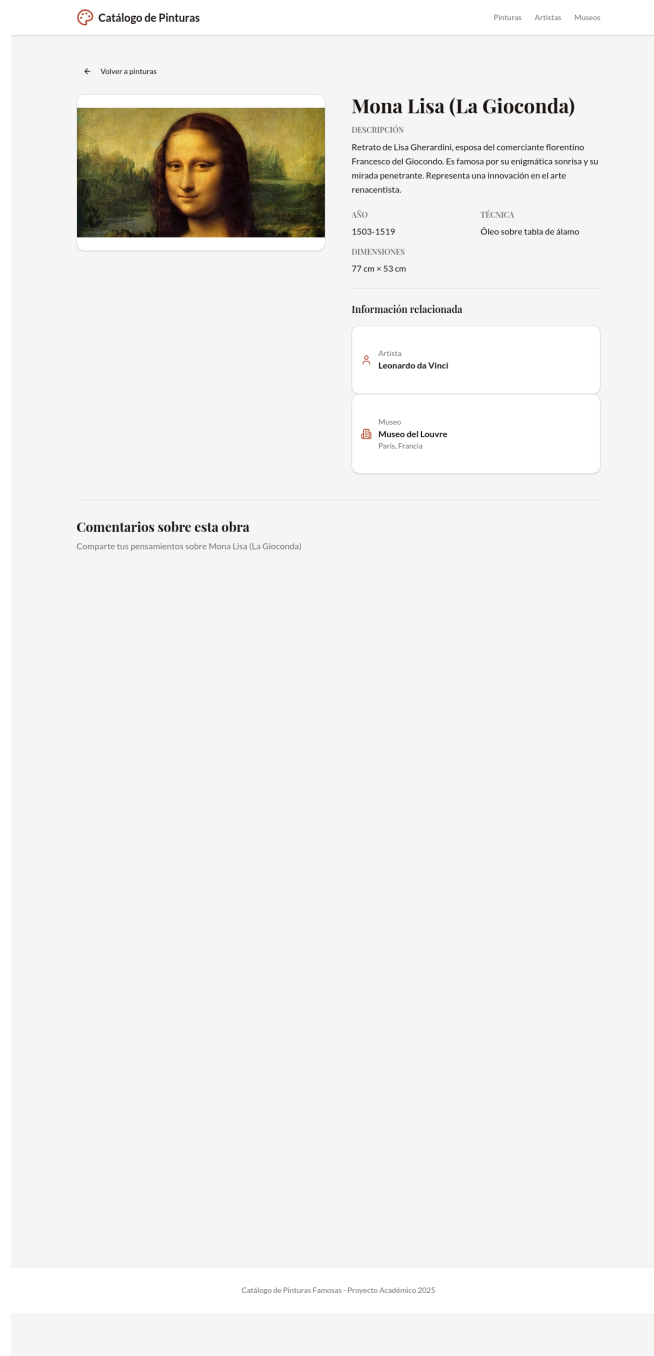 Catálogo de Pinturas
Pinturas Artistas Museos
Volver a pinturas
Mona Lisa (La Gioconda)
DESCRIPCIÓN
Retrato de Lisa Gherardini, esposa del comerciante florentino
Francesco del Giocondo. Es famosa por su enigmática sonrisa y su
mirada penetrante. Representa una innovación en el arte
renacentista.
AÑO
1503-1519
TÉCNICA
Óleo sobre tabla de álamo
DIMENSIONES
77 cm × 53 cm
Información relacionada
Artista
Leonardo da Vinci
Museo
Museo del Louvre
París, Francia
Comentarios sobre esta obra
Comparte tus pensamientos sobre Mona Lisa (La Gioconda)
Catálogo de Pinturas Famosas - Proyecto Académico 2025